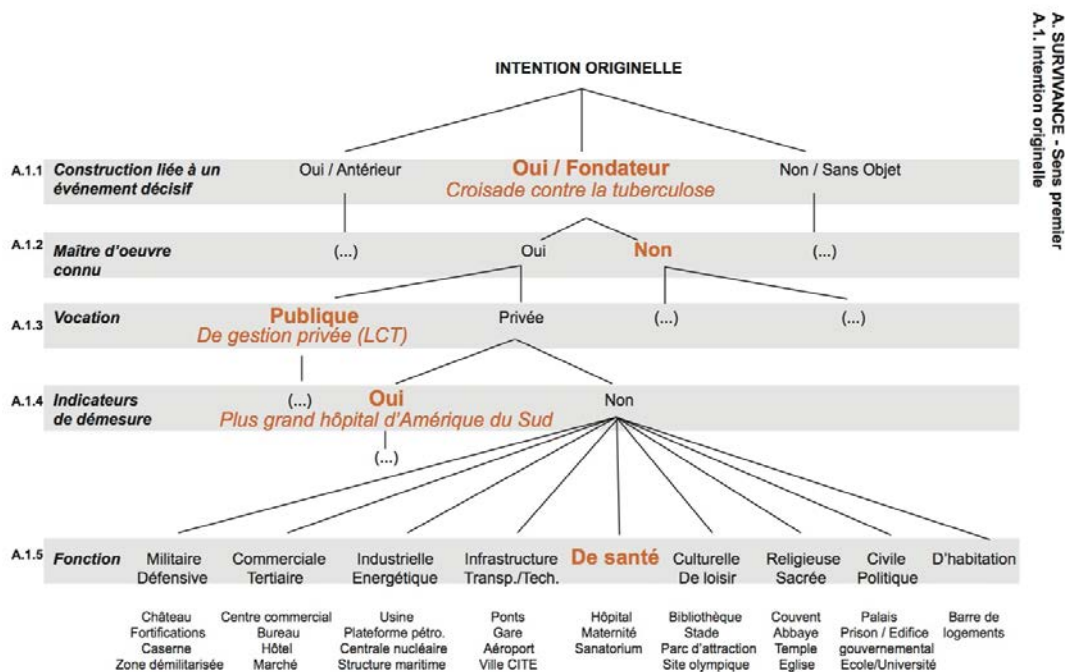 A. SURVIVANCE - Sens premier
A.1. Intention originelle
INTENTION ORIGINELLE
A.1.1
Construction liée à un
événement décisif
Oui / Antérieur
Oui / Fondateur
Croisade contre la tuberculose
Non / Sans Objet
A.1.2
Maître d'oeuvre
connu
(...)
Oui
Non
(...)
A.1.3
Vocation
Publique
De gestion privée (LCT)
Privée
(...)
(...)
A.1.4
Indicateurs
de démesure
(...)
Oui
Plus grand hôpital d'Amérique du Sud
Non
(...)
A.1.5
Fonction
Militaire
Défensive
Commerciale
Tertiaire
Industrielle
Energétique
Infrastructure
Transp./Tech.
De santé
Culturelle
De loisir
Religieuse
Sacrée
Civile
Politique
D'habitation
Château
Fortifications
Caserne
Zone démilitarisée
Centre commercial
Bureau
Hôtel
Marché
Usine
Plateforme pétro.
Centrale nucléaire
Structure maritime
Ponts
Gare
Aéroport
Ville CITE
Hôpital
Maternité
Sanatorium
Bibliothèque
Stade
Parc d'attraction
Site olympique
Couvent
Abbaye
Temple
Eglise
Palais
Prison / Edifice
gouvernemental
Ecole/Université
Barre de
logements